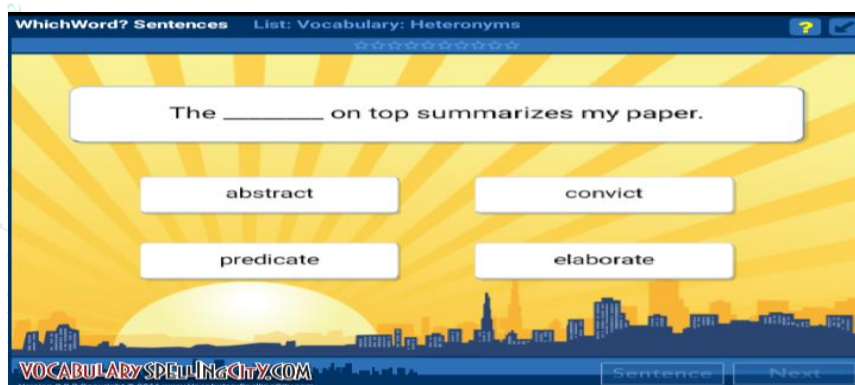 WhichWord? Sentences List: Vocabulary: Heteronyms
?
The ________ on top summarizes my paper.
abstract convict
predicate elaborate
VOCABULARY SPELLINGCITY.COM
Sentence Next